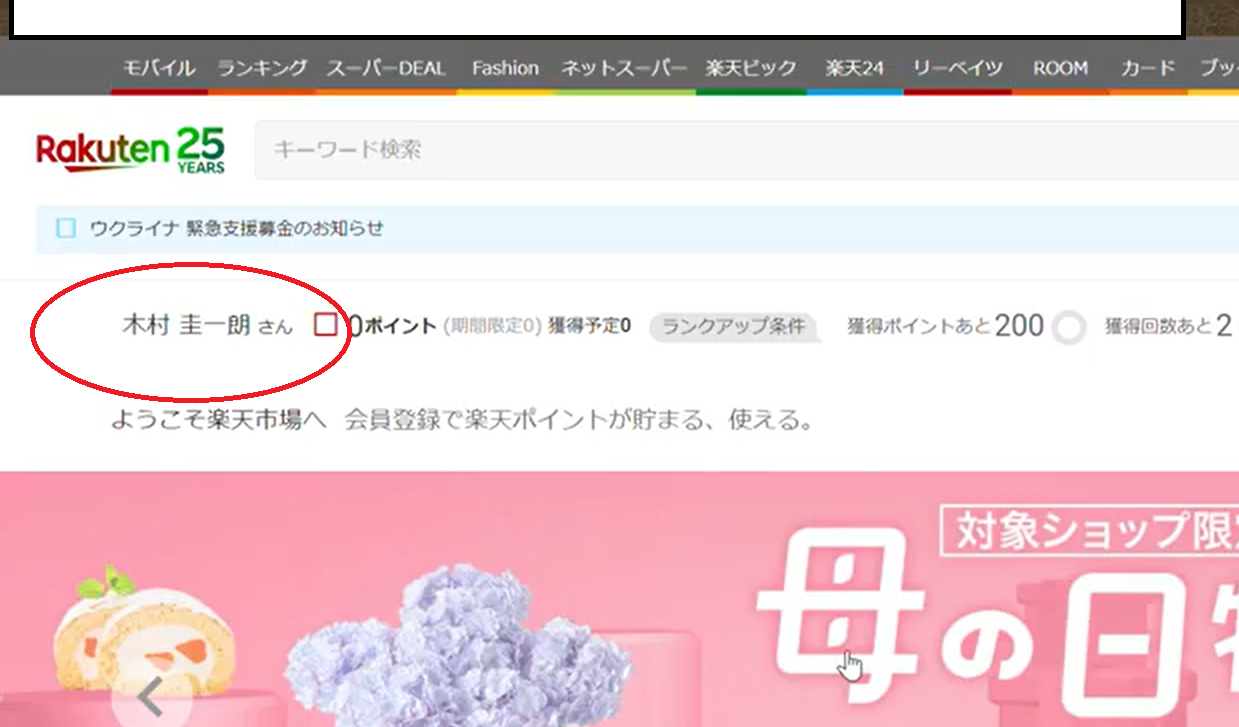 モバイル ランキング スーパーDEAL Fashion ネットスーパー 楽天ビック 楽天24 リーベイツ ROOM カード ブッ
Rakuten 25 YEARS
キーワード検索
ウクライナ 緊急支援募金のお知らせ
木村 圭一朗 さん 0ポイント (期間限定0) 獲得予定0 ランクアップ条件 獲得ポイントあと200 獲得回数あと2
ようこそ楽天市場へ 会員登録で楽天ポイントが貯まる、使える。
対象ショップ限
母の日